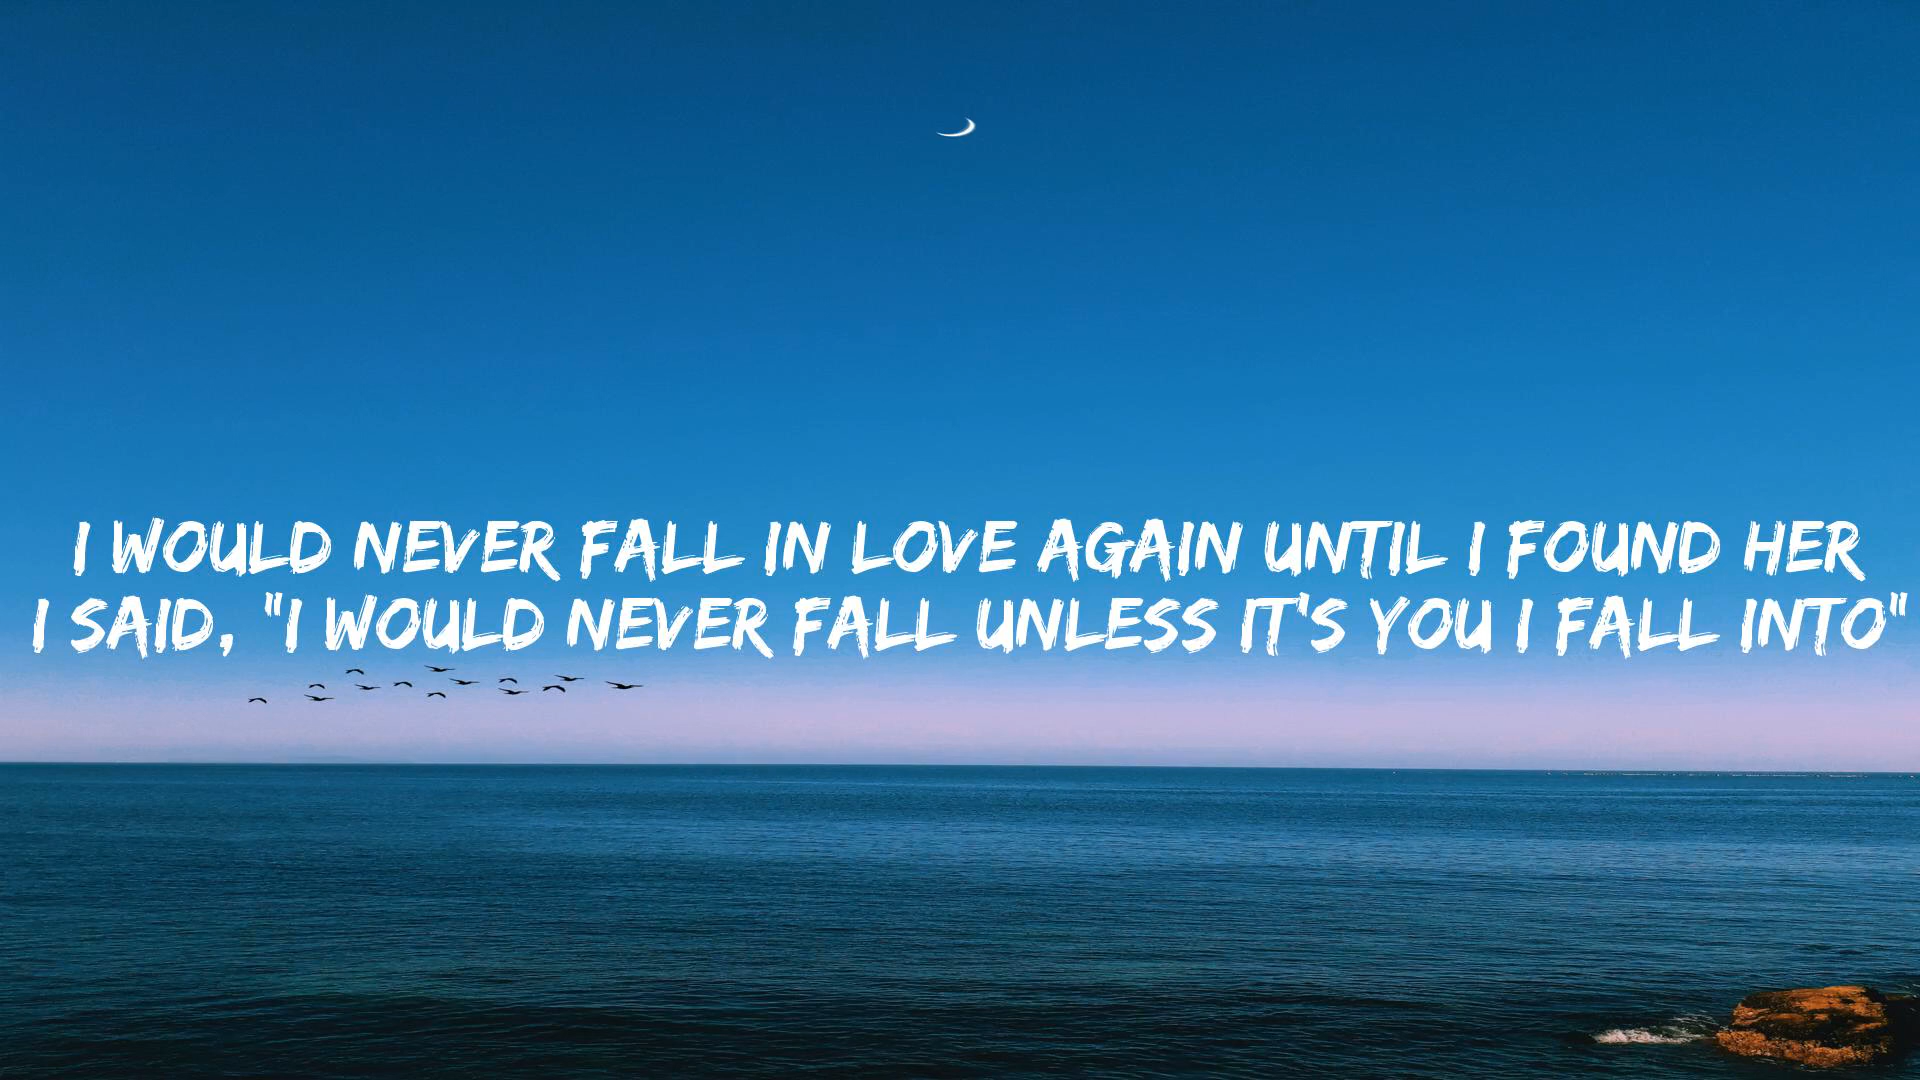 I WOULD NEVER FALL IN LOVE AGAIN UNTIL I FOUND HER
I SAID, "I WOULD NEVER FALL UNLESS IT'S YOU I FALL INTO"